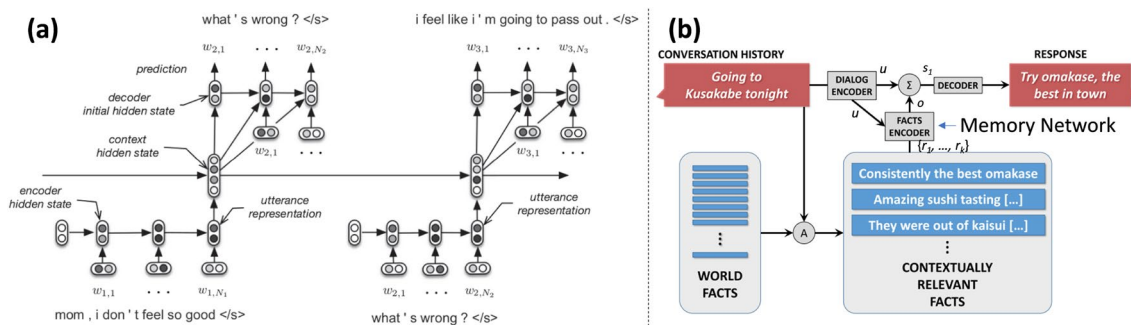 (a)
what ' s wrong ? </s>
i feel like i ' m going to pass out . </s>
w2,1 · · · w2,N2
w3,1 · · · w3,N3
prediction
decoder
initial hidden state
w2,1 · · ·
w3,1 · · ·
context
hidden state
encoder
hidden state
utterance
representation
utterance
representation
w1,1 · · · w1,N1
w2,1 · · · w2,N2
mom , i don ' t feel so good </s>
what ' s wrong ? </s>
(b)
CONVERSATION HISTORY
RESPONSE
Going to
Kusakabe tonight
DIALOG
ENCODER
u
Σ
s1
DECODER
Try omakase, the
best in town
u
o
FACTS
ENCODER
Memory Network
{r1, ..., rk}
Consistently the best omakase
Amazing sushi tasting [...]
They were out of kaisui [...]
A
WORLD
FACTS
CONTEXTUALLY
RELEVANT
FACTS